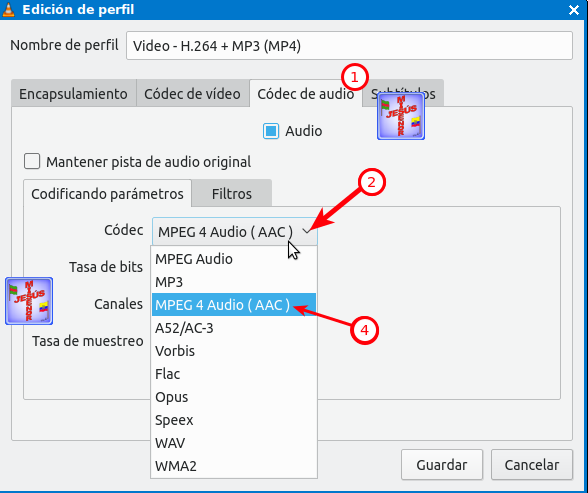 Edición de perfil
Nombre de perfil Video - H.264 + MP3 (MP4)
1
Encapsulamiento Códec de vídeo Códec de audio Subtítulos
Audio
Mantener pista de audio original
2
Codificando parámetros Filtros
Códec MPEG 4 Audio ( AAC )
Tasa de bits
MPEG Audio
MP3
Canales
MPEG 4 Audio ( AAC )
4
A52/AC-3
Tasa de muestreo
Vorbis
Flac
Opus
Speex
WAV
WMA2
Guardar Cancelar
JESÚS
JESÚS